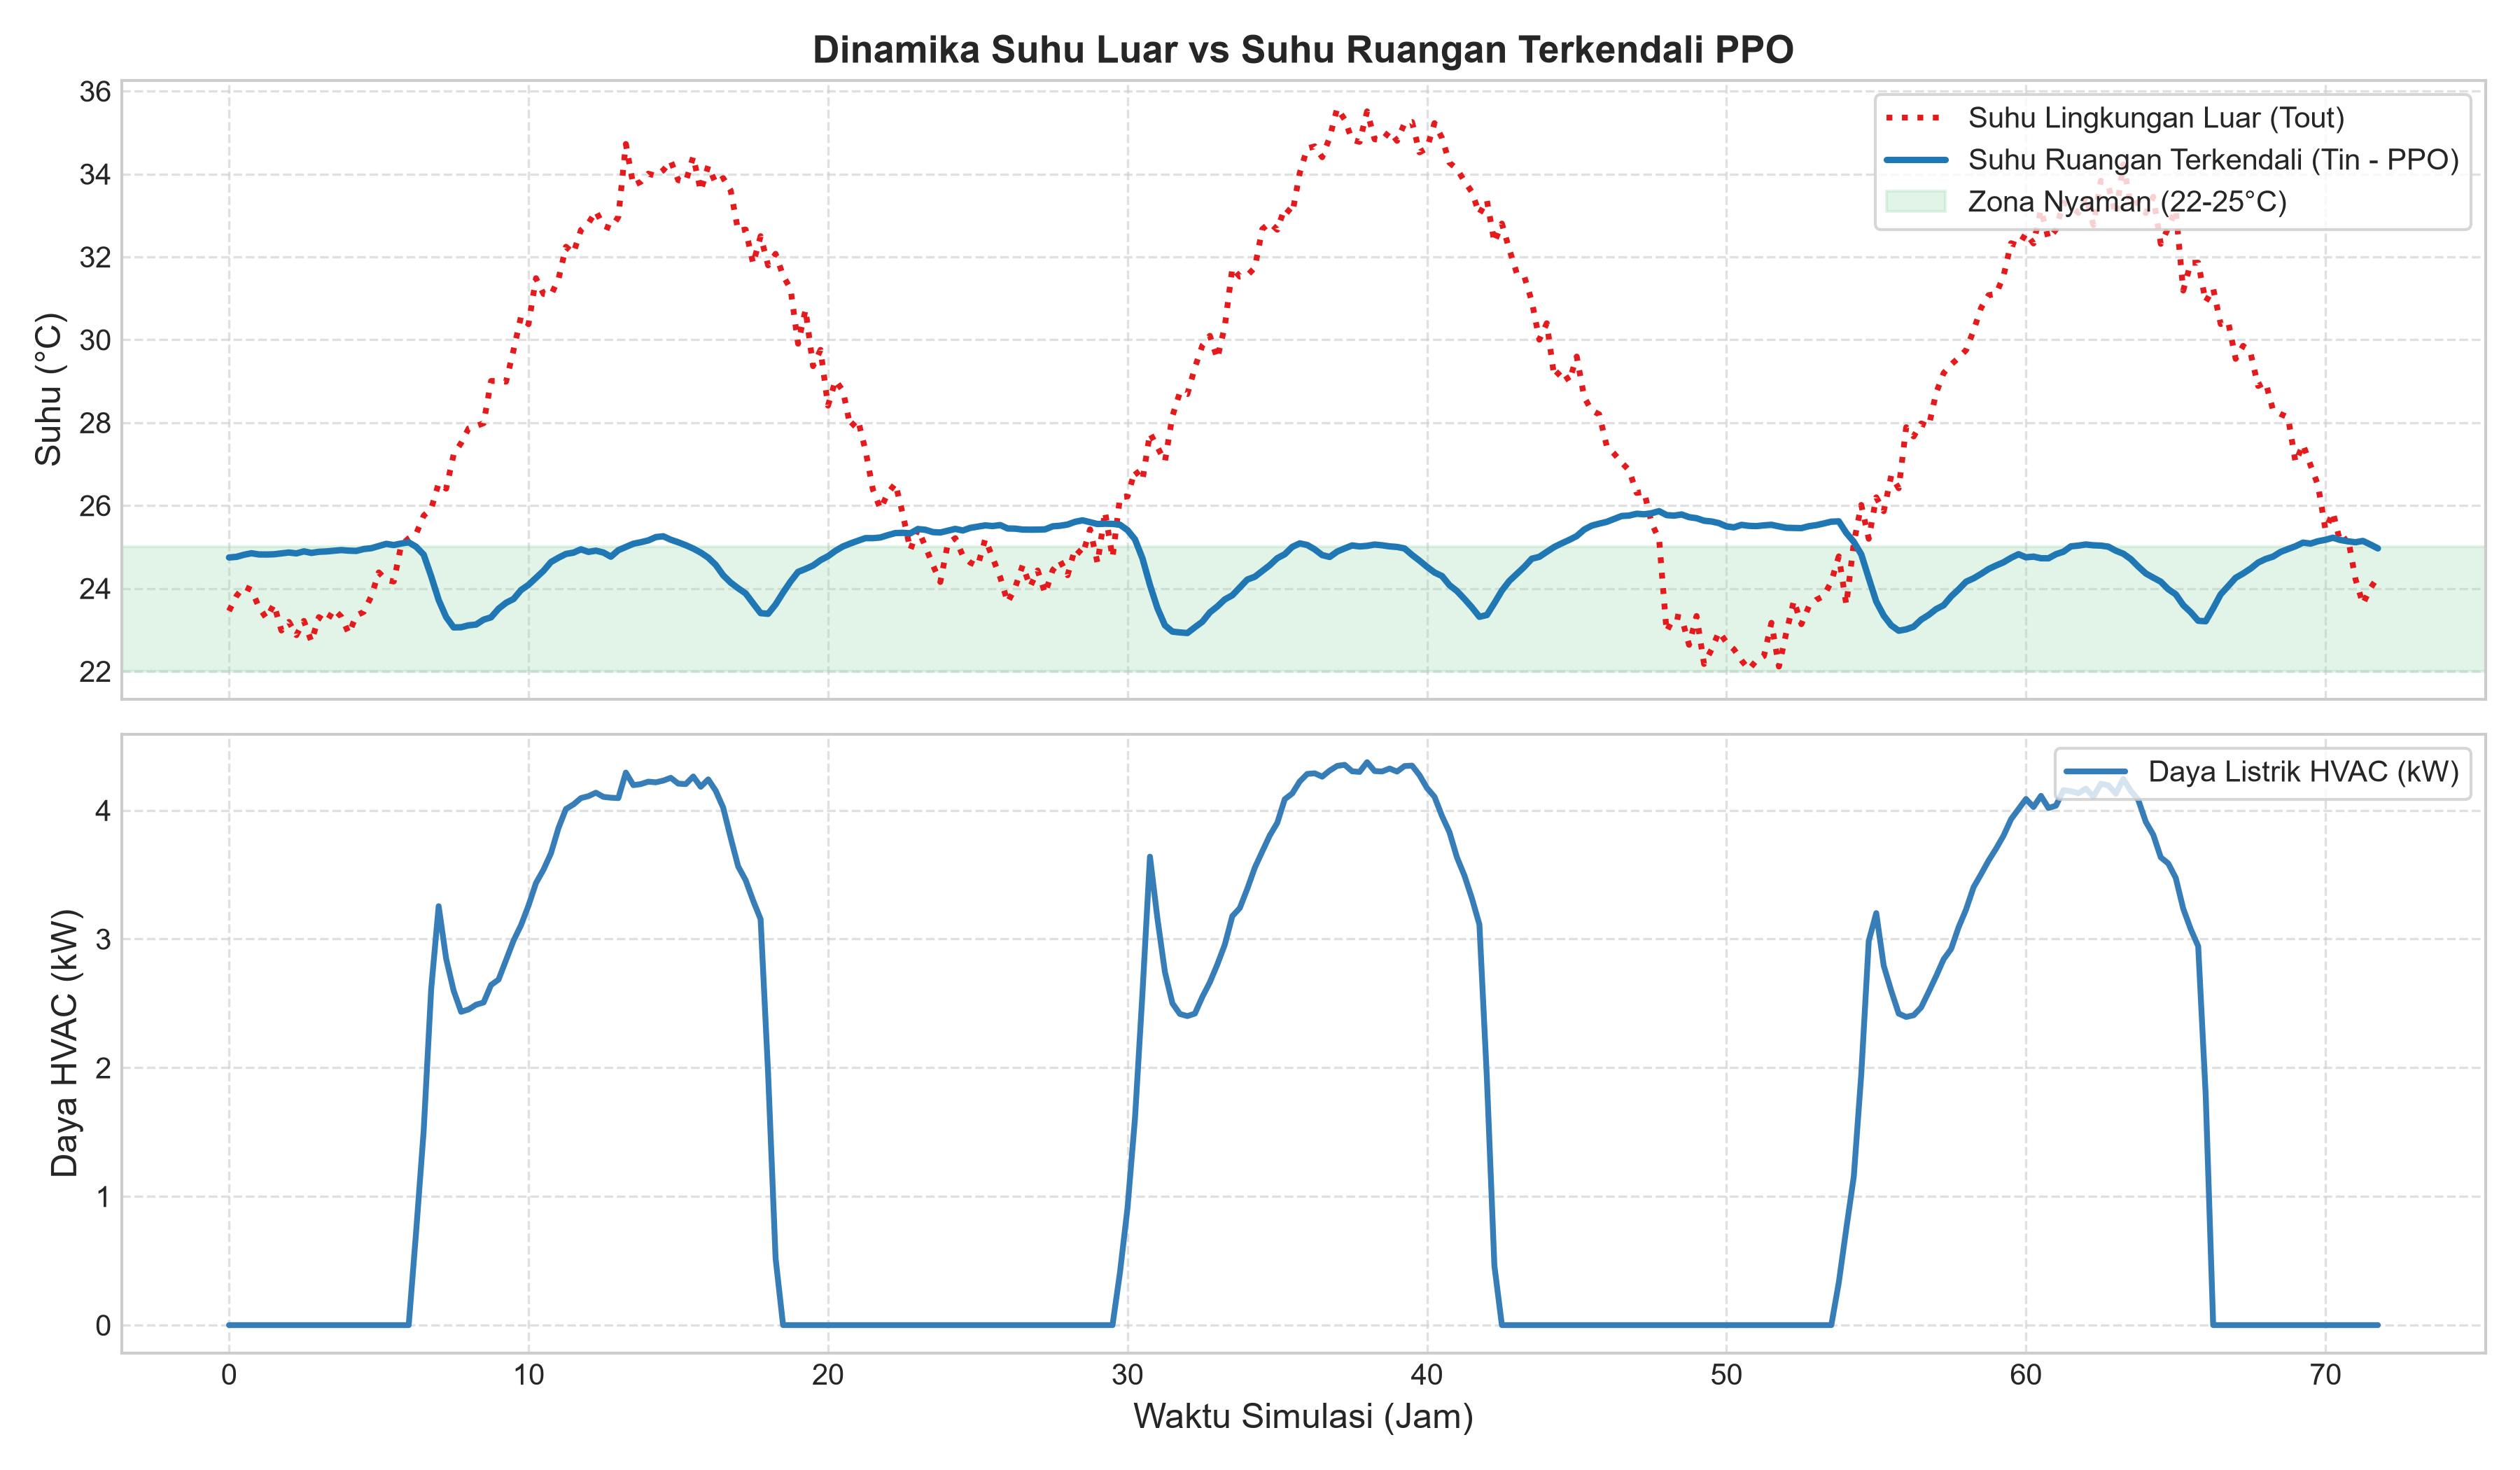 Dinamika Suhu Luar vs Suhu Ruangan Terkendali PPO
36
34
32
30
28
26
24
22
Suhu (°C)
Suhu Lingkungan Luar (Tout)
Suhu Ruangan Terkendali (Tin - PPO)
Zona Nyaman (22-25°C)
4
3
2
1
0
Daya HVAC (kW)
Daya Listrik HVAC (kW)
0 10 20 30 40 50 60 70
Waktu Simulasi (Jam)